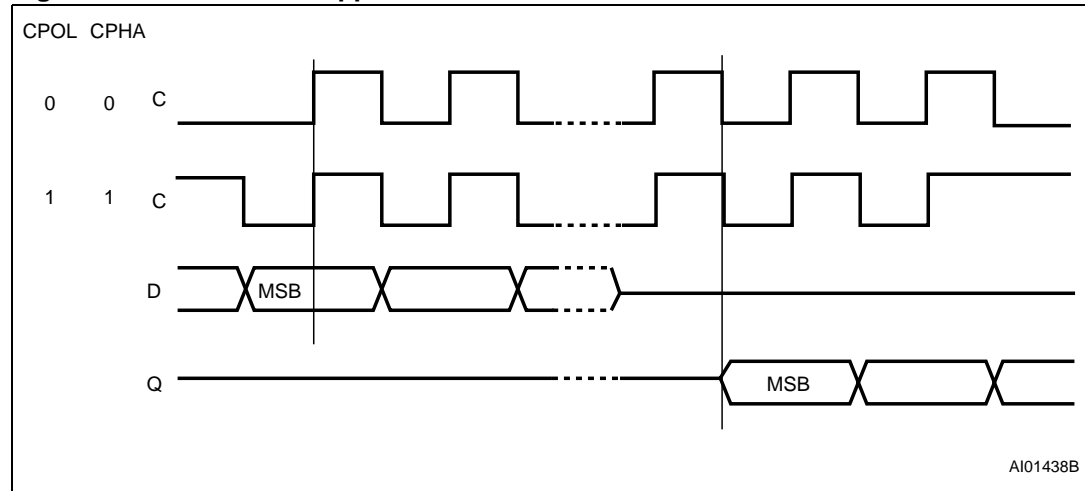 CPOL CPHA
0 0 C
1 1 C
D MSB
Q MSB
AI01438B